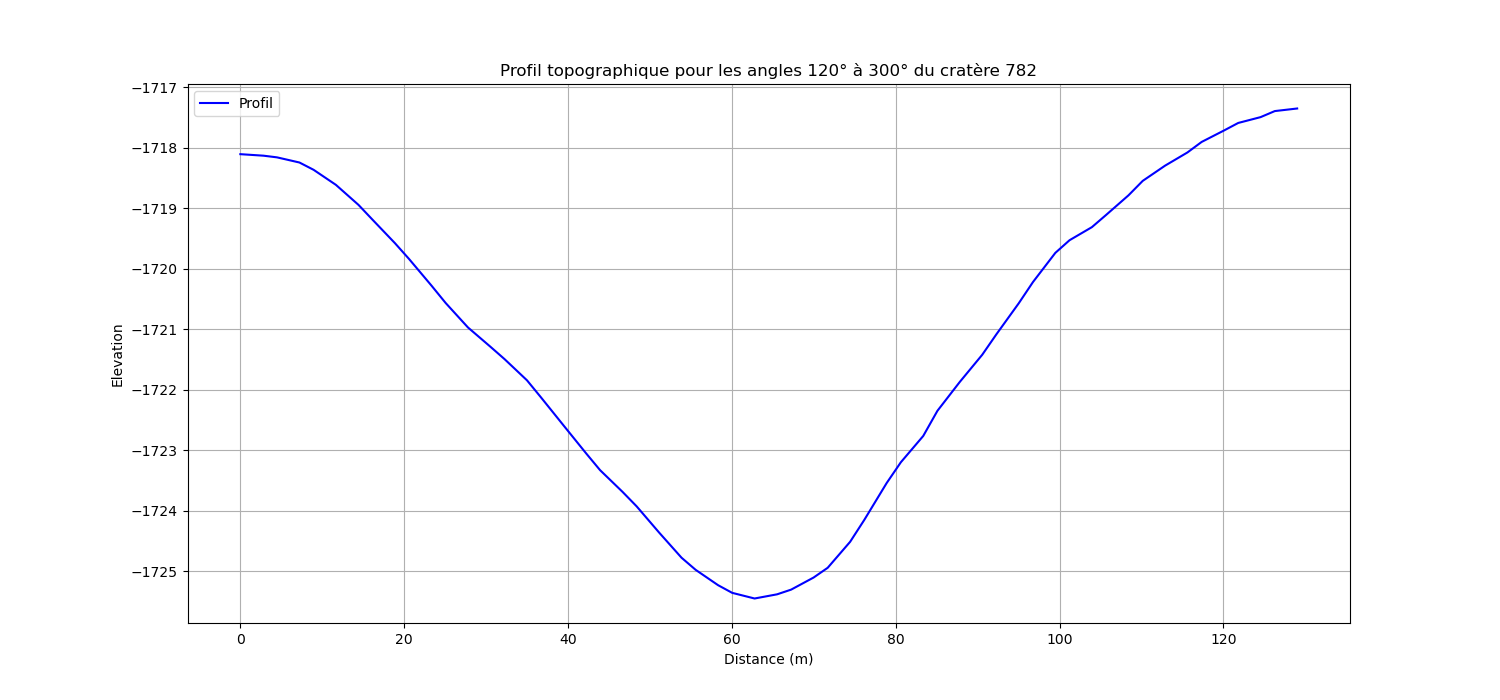 Profil topographique pour les angles 120° à 300° du cratère 782
Profil
−1717
−1718
−1719
−1720
−1721
−1722
−1723
−1724
−1725
Elevation
0 20 40 60 80 100 120
Distance (m)